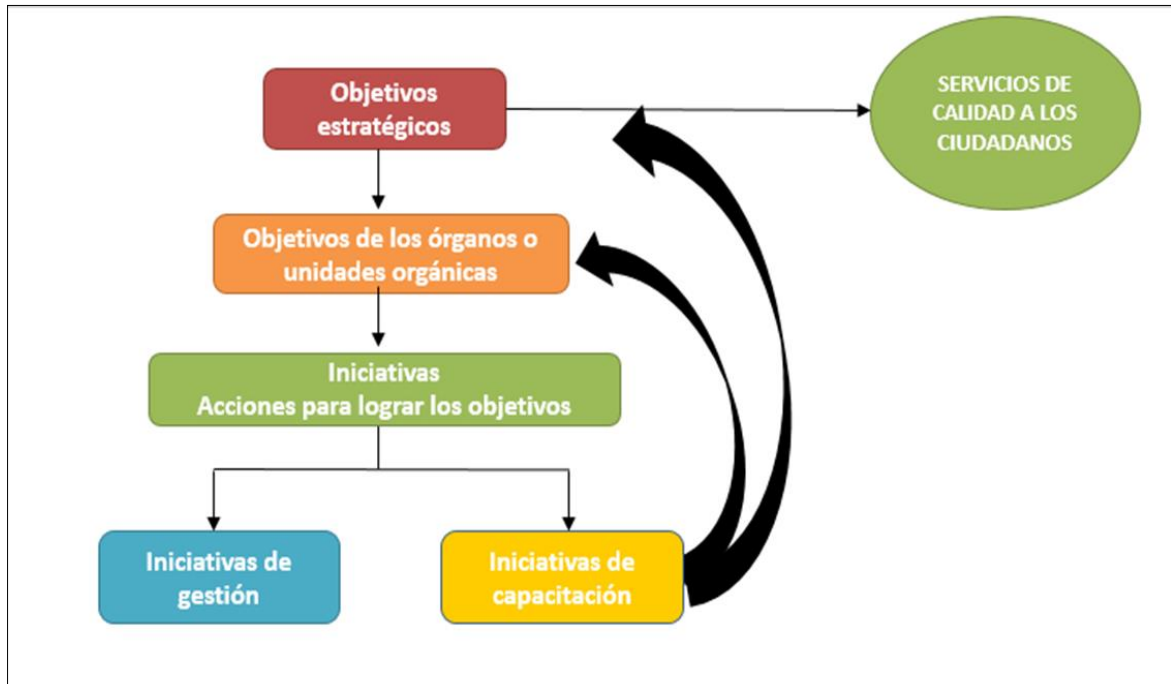 Objetivos
estratégicos
SERVICIOS DE
CALIDAD A LOS
CIUDADANOS
Objetivos de los órganos o
unidades orgánicas
Iniciativas
Acciones para lograr los objetivos
Iniciativas de
gestión
Iniciativas de
capacitación